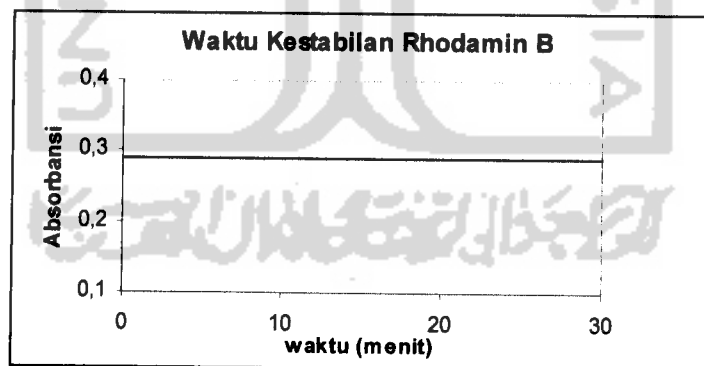 Waktu Kestabilan Rhodamin B
0,4
0,3
0,2
0,1
Absorbansi
0 10 20 30
waktu (menit)